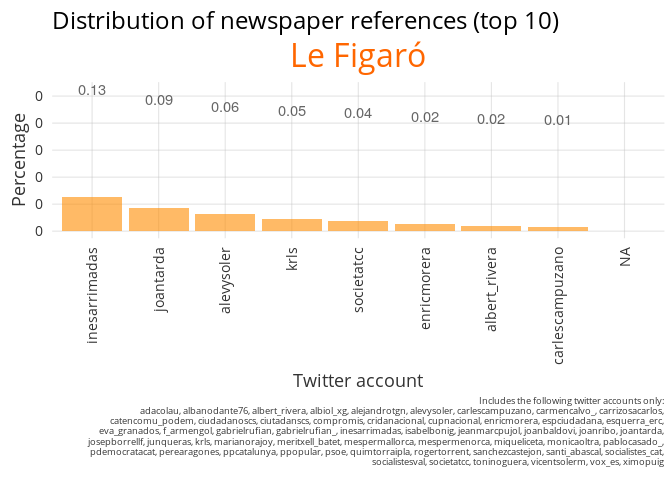 Distribution of newspaper references (top 10)
Le Figaró
0.13
0.09
0.06
0.05
0.04
0.02
0.02
0.01
0
0
0
0
0
0
Percentage
inesarrimadas
joantarda
alevysoler
krls
societatcc
enricmorera
albert_rivera
carlescampuzano
NA
Twitter account
Includes the following twitter accounts only:
adacolau, albanodante76, albert_rivera, albiol_xg, alejandrotgn, alevysoler, carlescampuzano, carmencalvo_, carrizosacarlos,
catencomu_podem, ciudadanoscs, ciutadanscs, compromis, cridanacional, cupnacional, enricmorera, espciudadana, esquerra_erc,
eva_granados, f_armengol, gabrielrufian, gabrielrufian_, inesarrimadas, isabelbonig, jeanmarcpujol, joanbaldovi, joanribo, joantarda,
josepborrellf, junqueras, krls, marianorajoy, meritxell_batet, mespermallorca, mespermenorca, miqueliceta, monicaoltra, pablocasado_,
pdemocratacat, perearagones, ppcatalunya, ppopular, psoe, quimtorraipla, rogertorrent, sanchezcastejon, santi_abascal, socialistes_cat,
socialistesval, societatcc, toninoguera, vicentsolerm, vox_es, ximopuig